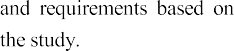 and requirements based on
the study.